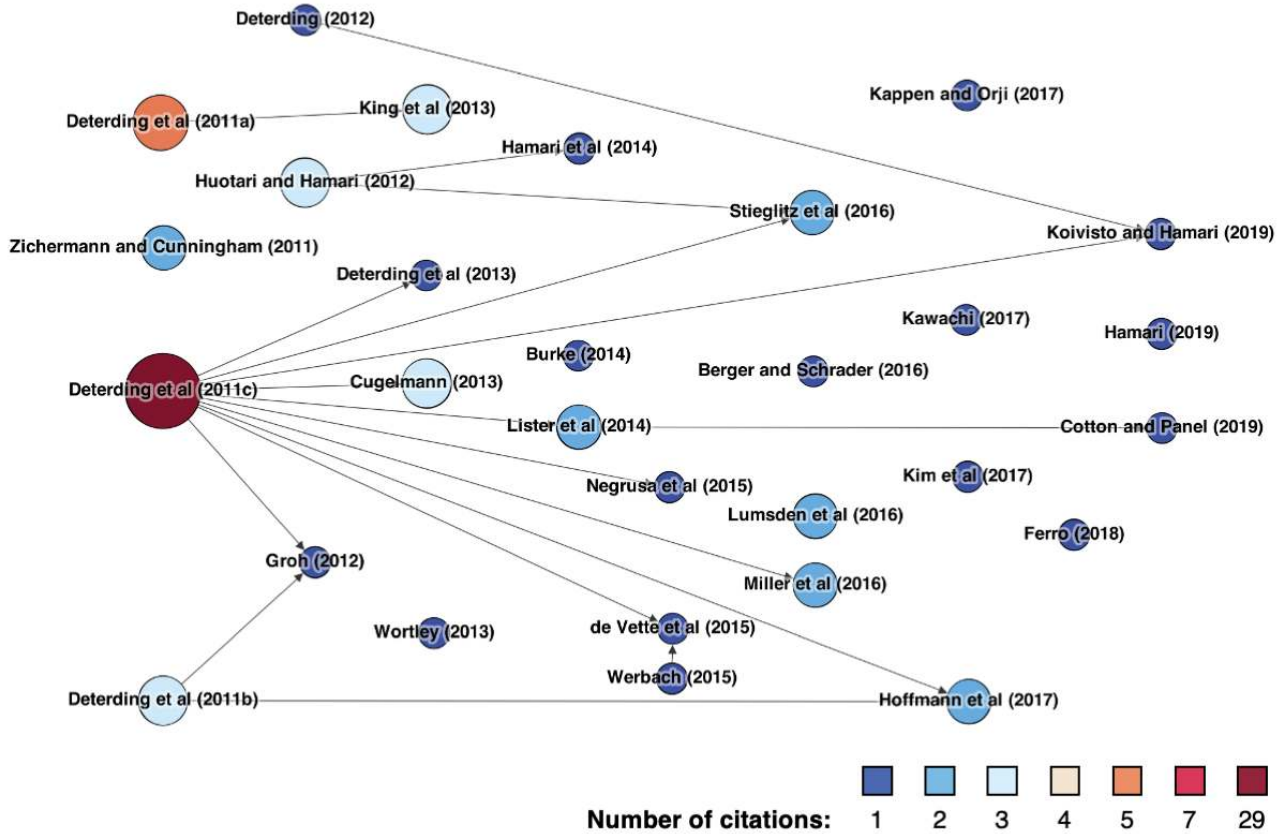 Deterding (2012)
Kappen and Orji (2017)
King et al (2013)
Deterding et al (2011a)
Hamari et al (2014)
Huotari and Hamari (2012)
Stieglitz et al (2016)
Koivisto and Hamari (2019)
Zichermann and Cunningham (2011)
Deterding et al (2013)
Kawachi (2017)
Hamari (2019)
Burke (2014)
Berger and Schrader (2016)
Cugelmann (2013)
Deterding et al (2011c)
Lister et al (2014)
Cotton and Panel (2019)
Kim et al (2017)
Negrusa et al (2015)
Lumsden et al (2016)
Ferro (2018)
Groh (2012)
Miller et al (2016)
Wortley (2013)
de Vette et al (2015)
Werbach (2015)
Deterding et al (2011b)
Hoffmann et al (2017)
Number of citations: 1 2 3 4 5 7 29